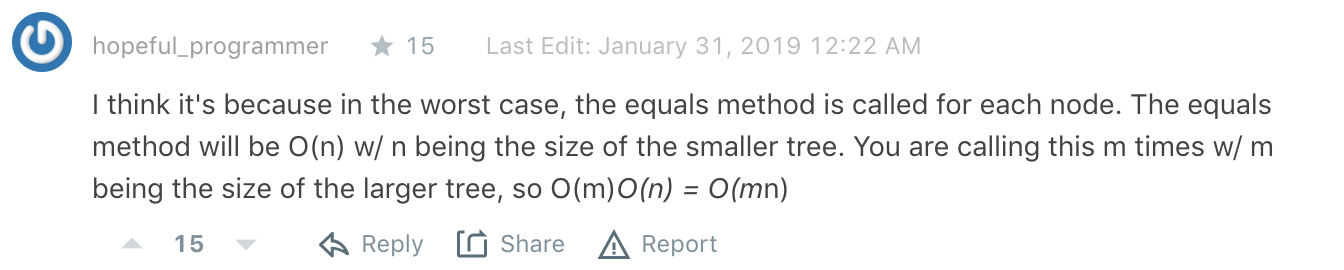 hopeful_programmer ★ 15 Last Edit: January 31, 2019 12:22 AM
I think it's because in the worst case, the equals method is called for each node. The equals
method will be O(n) w/ n being the size of the smaller tree. You are calling this m times w/ m
being the size of the larger tree, so O(m)O(n) = O(mn)
15 Reply Share Report